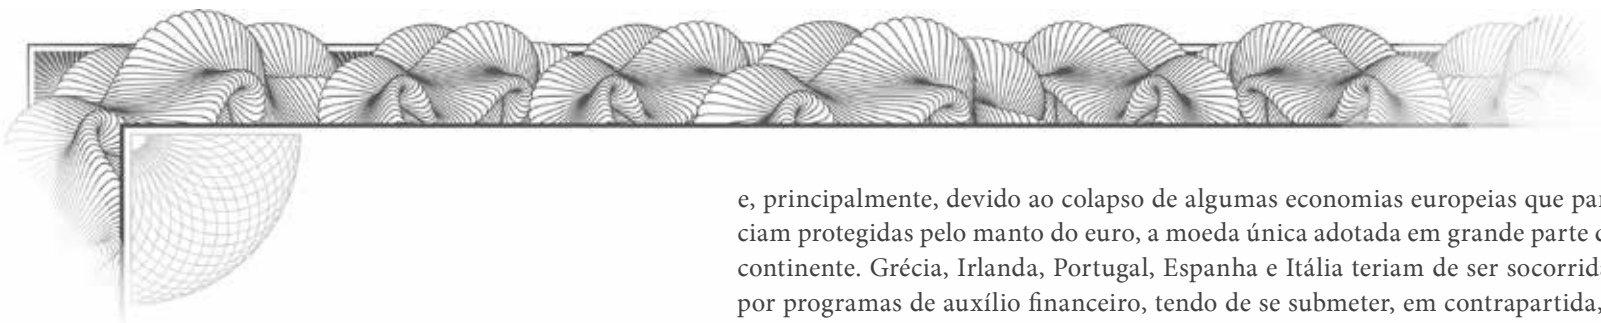 e, principalmente, devido ao colapso de algumas economias europeias que par
ciam protegidas pelo manto do euro, a moeda única adotada em grande parte
continente. Grécia, Irlanda, Portugal, Espanha e Itália teriam de ser socorrida
por programas de auxílio financeiro, tendo de se submeter, em contrapartida,